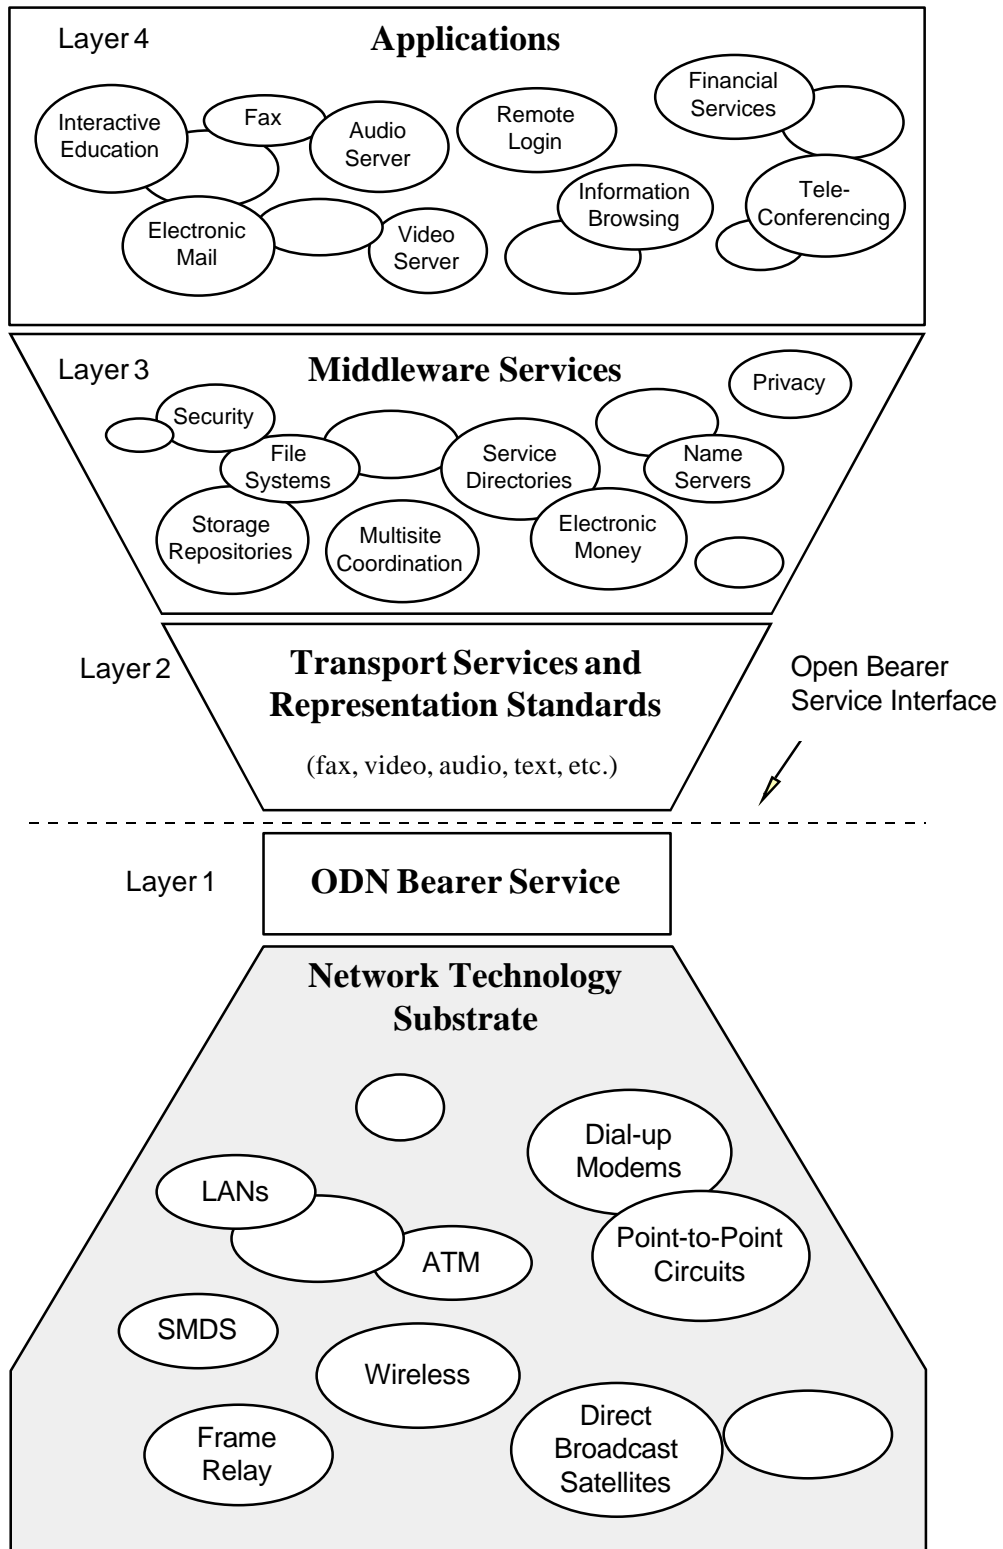 Layer 4
Applications
Financial
Services
Interactive
Education
Fax
Audio
Server
Remote
Login
Information
Browsing
Tele-
Conferencing
Electronic
Mail
Video
Server
Layer 3
Middleware Services
Privacy
Security
File
Systems
Service
Directories
Name
Servers
Storage
Repositories
Multisite
Coordination
Electronic
Money
Layer 2
Transport Services and
Representation Standards
(fax, video, audio, text, etc.)
Open Bearer
Service Interface
Layer 1
ODN Bearer Service
Network Technology
Substrate
Dial-up
Modems
LANs
Point-to-Point
Circuits
ATM
SMDS
Wireless
Frame
Relay
Direct
Broadcast
Satellites